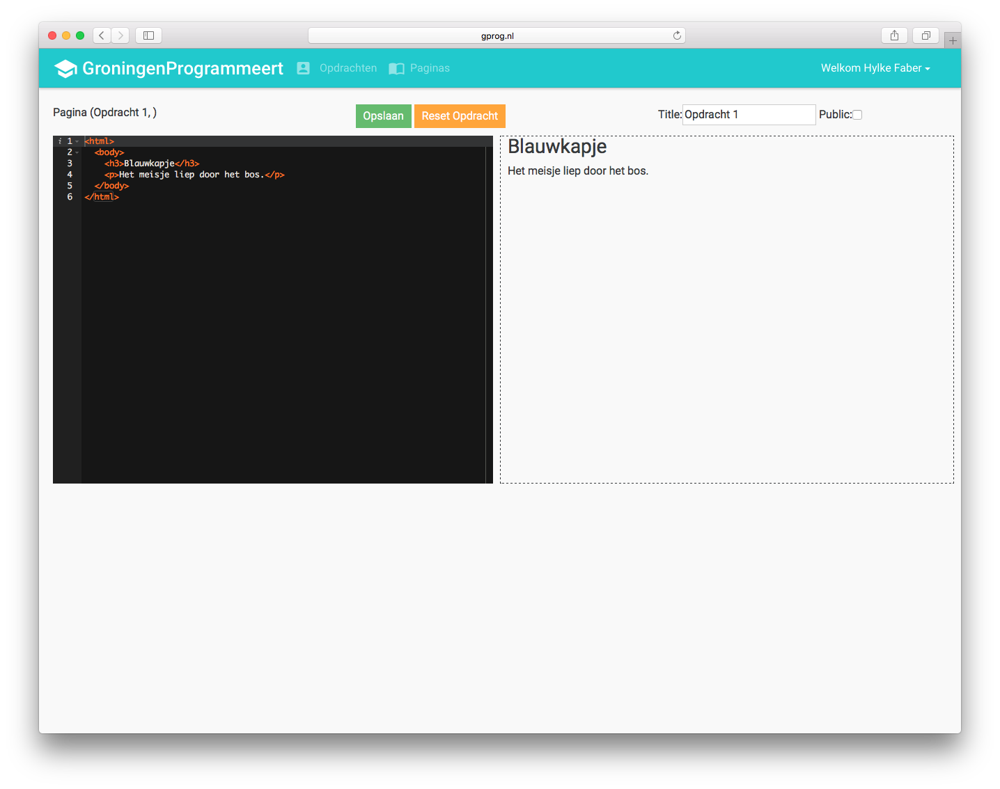 gprog.nl
GroningenProgrammeert Opdrachten Paginas Welkom Hylke Faber
Pagina (Opdracht 1, ) Opslaan Reset Opdracht Title: Opdracht 1 Public:
i 1 <html>
2 <body>
3 <h3>Blauwkapje</h3>
4 <p>Het meisje liep door het bos.</p>
5 </body>
6 </html>
Blauwkapje
Het meisje liep door het bos.